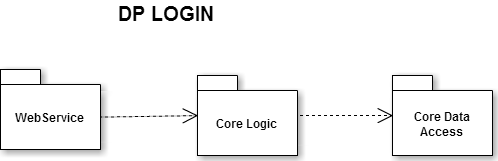 DP LOGIN
WebService
Core Logic
Core Data
Access